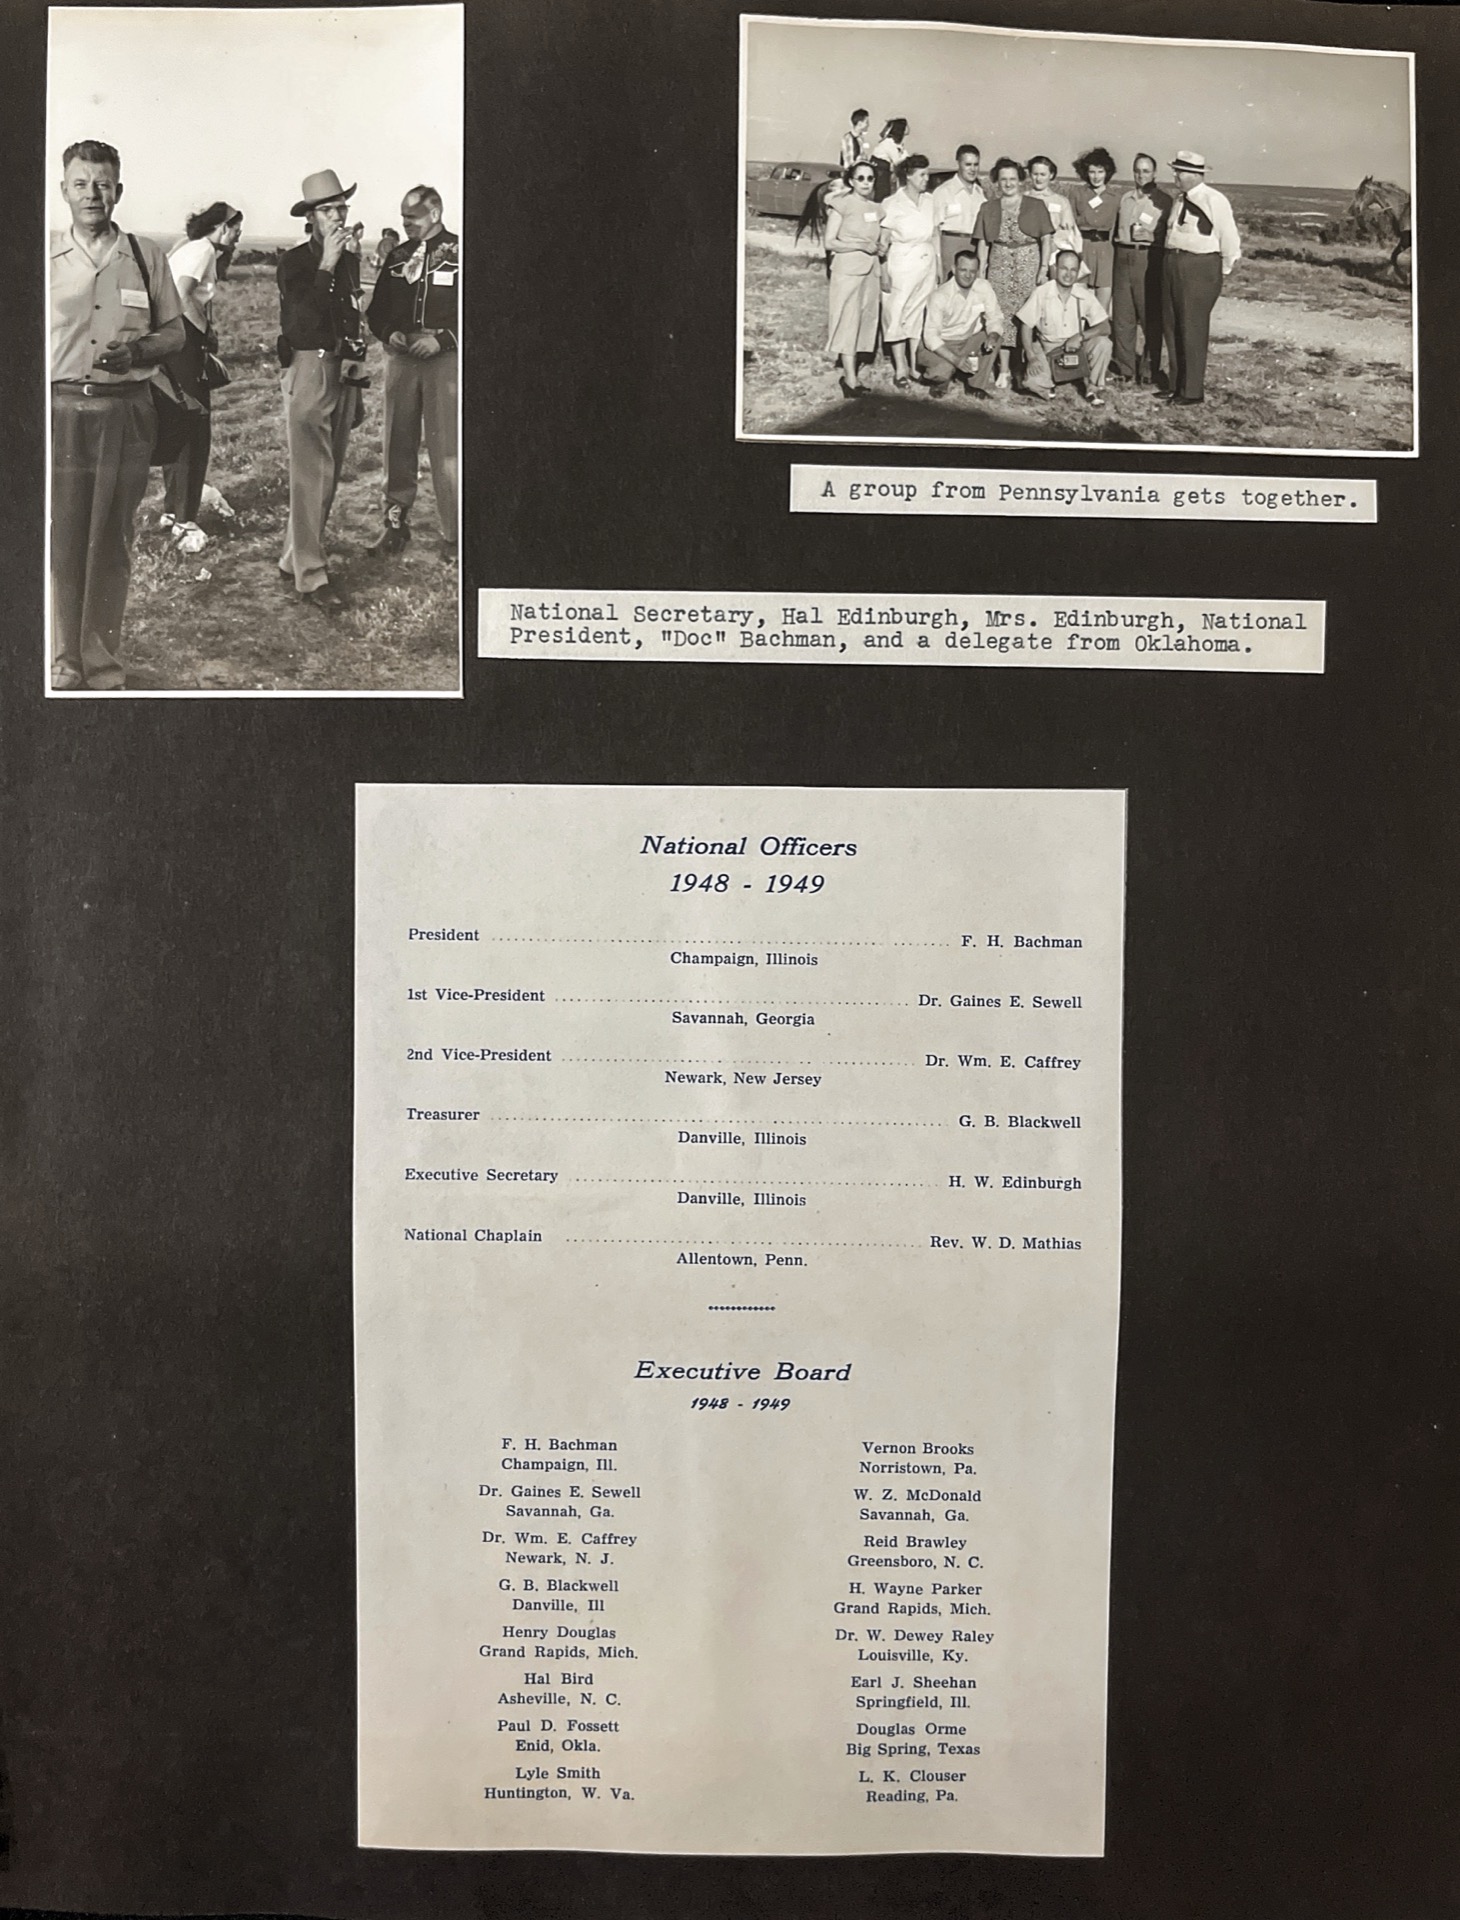 A group from Pennsylvania gets together.
National Secretary, Hal Edinburgh, Mrs. Edinburgh, National
President, "Doc" Bachman, and a delegate from Oklahoma.
National Officers
1948 - 1949
President ........................ F. H. Bachman
Champaign, Illinois
1st Vice-President ........................ Dr. Gaines E. Sewell
Savannah, Georgia
2nd Vice-President ........................ Dr. Wm. E. Caffrey
Newark, New Jersey
Treasurer ........................ G. B. Blackwell
Danville, Illinois
Executive Secretary ........................ H. W. Edinburgh
Danville, Illinois
National Chaplain ........................ Rev. W. D. Mathias
Allentown, Penn.
Executive Board
1948 - 1949
F. H. Bachman
Champaign, Ill.
Dr. Gaines E. Sewell
Savannah, Ga.
Dr. Wm. E. Caffrey
Newark, N. J.
G. B. Blackwell
Danville, Ill
Henry Douglas
Grand Rapids, Mich.
Hal Bird
Asheville, N. C.
Paul D. Fossett
Enid, Okla.
Lyle Smith
Huntington, W. Va.
Vernon Brooks
Norristown, Pa.
W. Z. McDonald
Savannah, Ga.
Reid Brawley
Greensboro, N. C.
H. Wayne Parker
Grand Rapids, Mich.
Dr. W. Dewey Raley
Louisville, Ky.
Earl J. Sheehan
Springfield, Ill.
Douglas Orme
Big Spring, Texas
L. K. Clouser
Reading, Pa.